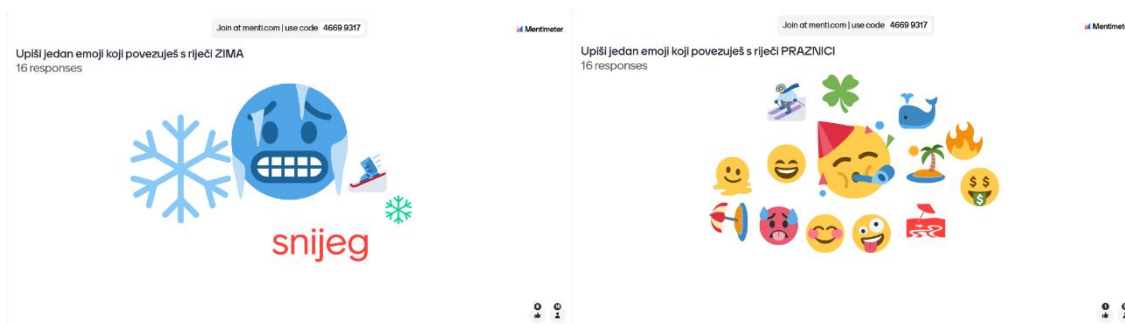 Join at menti.com | use code 4669 9317
Mentimeter
Upiši jedan emoji koji povezuješ s riječi ZIMA
16 responses
snijeg
Join at menti.com | use code 4669 9317
Mentimete
Upiši jedan emoji koji povezuješ s riječi PRAZNICI
16 responses